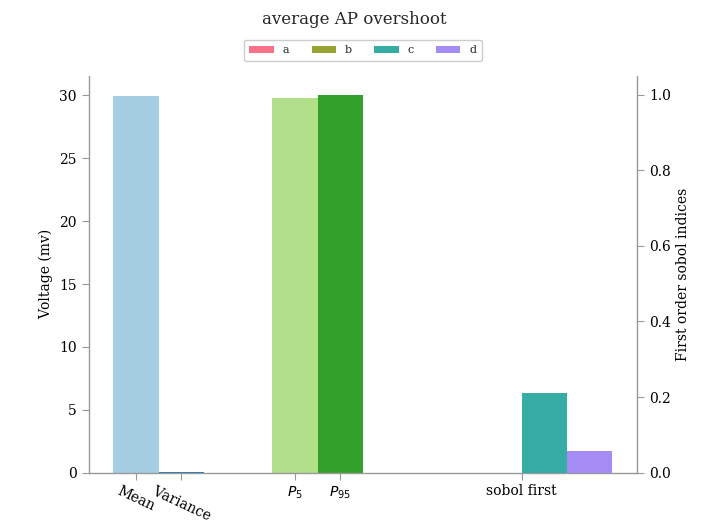 average AP overshoot
a b c d
30
25
20
15
10
5
0
Voltage (mv)
1.0
0.8
0.6
0.4
0.2
0.0
First order sobol indices
Mean Variance P5 P95 sobol first